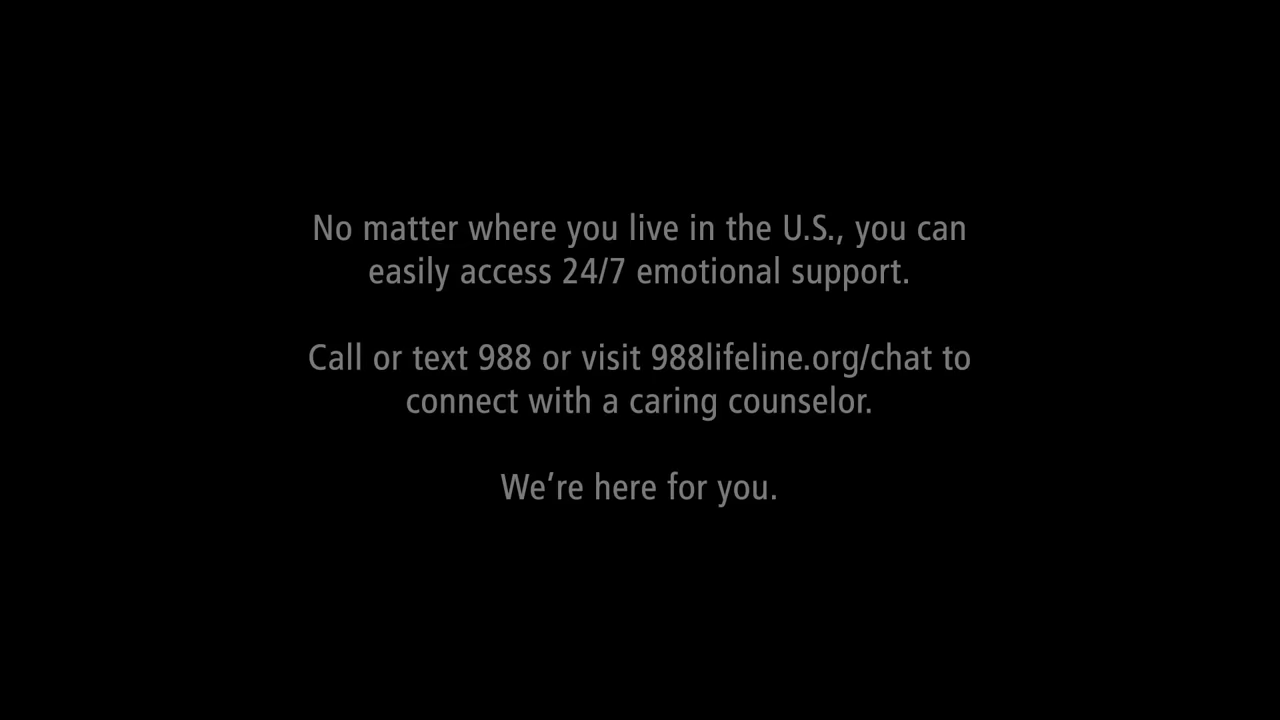 No matter where you live in the U.S., you can
easily access 24/7 emotional support.
Call or text 988 or visit 988lifeline.org/chat to
connect with a caring counselor.
We’re here for you.